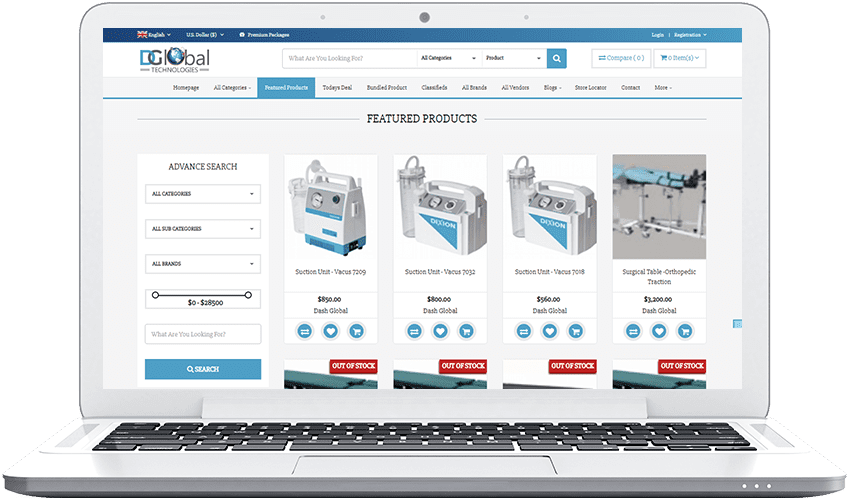 English U.S. Dollar ($) Premium Packages Login | Registration
DGlobal
TECHNOLOGIES
What Are You Looking For? All Categories Product Compare ( 0 ) 0 Item(s)
Homepage All Categories Featured Products Todays Deal Bundled Product Classifieds All Brands All Vendors Blogs Store Locator Contact More
FEATURED PRODUCTS
ADVANCE SEARCH
ALL CATEGORIES
ALL SUB CATEGORIES
ALL BRANDS
$0 - $28500
What Are You Looking For?
SEARCH
DIXION
Suction Unit - Vacus 7209
$850.00
Dash Global
DIXION
Suction Unit - Vacus 7032
$800.00
Dash Global
DIXION
Suction Unit - Vacus 7018
$560.00
Dash Global
Surgical Table -Orthopedic
Traction
$3,200.00
Dash Global
OUT OF STOCK
OUT OF STOCK
OUT OF STOCK
OUT OF STOCK